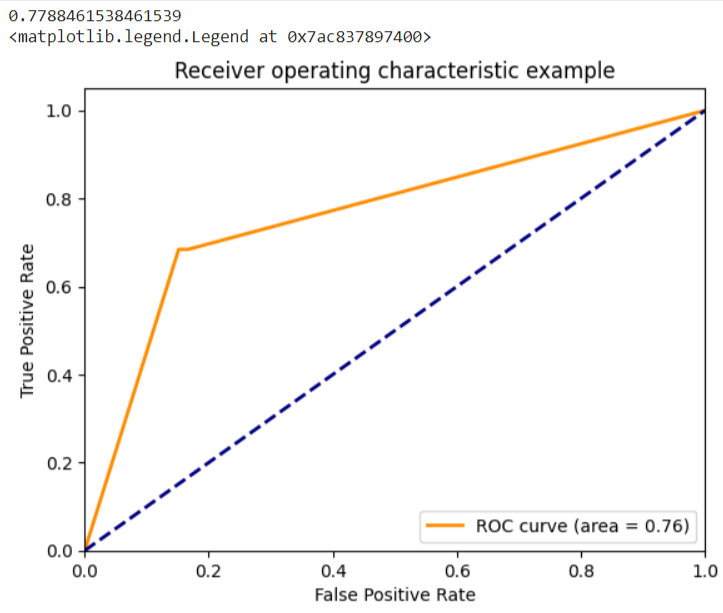 0.7788461538461539
<matplotlib.legend.Legend at 0x7ac837897400>
Receiver operating characteristic example
1.0
0.8
0.6
0.4
0.2
0.0
True Positive Rate
ROC curve (area = 0.76)
0.0 0.2 0.4 0.6 0.8 1.0
False Positive Rate